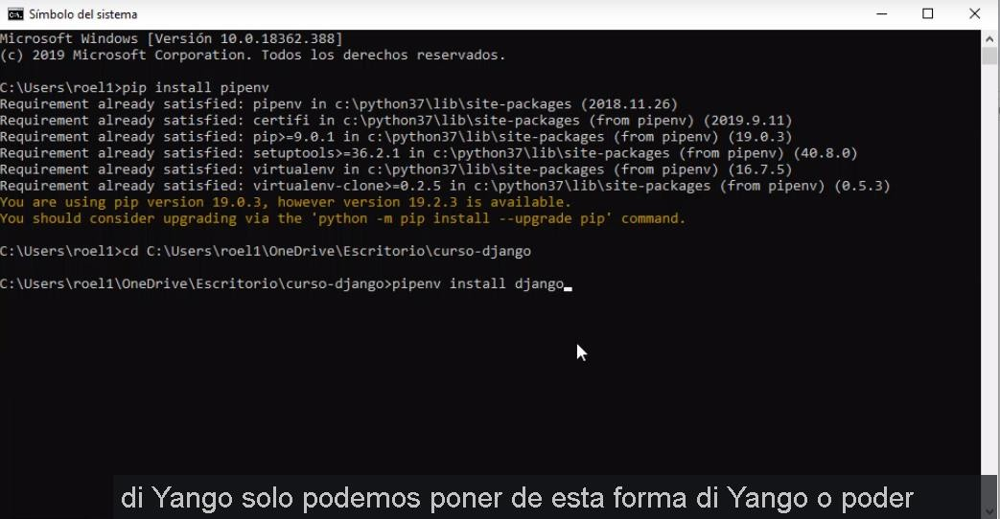 Símbolo del sistema
Microsoft Windows [Versión 10.0.18362.388]
(c) 2019 Microsoft Corporation. Todos los derechos reservados.
C:\Users\roel1>pip install pipenv
Requirement already satisfied: pipenv in c:\python37\lib\site-packages (2018.11.26)
Requirement already satisfied: certifi in c:\python37\lib\site-packages (from pipenv) (2019.9.11)
Requirement already satisfied: pip>=9.0.1 in c:\python37\lib\site-packages (from pipenv) (19.0.3)
Requirement already satisfied: setuptools>=36.2.1 in c:\python37\lib\site-packages (from pipenv) (40.8.0)
Requirement already satisfied: virtualenv in c:\python37\lib\site-packages (from pipenv) (16.7.5)
Requirement already satisfied: virtualenv-clone>=0.2.5 in c:\python37\lib\site-packages (from pipenv) (0.5.3)
You are using pip version 19.0.3, however version 19.2.3 is available.
You should consider upgrading via the 'python -m pip install --upgrade pip' command.
C:\Users\roel1>cd C:\Users\roel1\OneDrive\Escritorio\curso-django
C:\Users\roel1\OneDrive\Escritorio\curso-django>pipenv install django
di Yango solo podemos poner de esta forma di Yango o poder